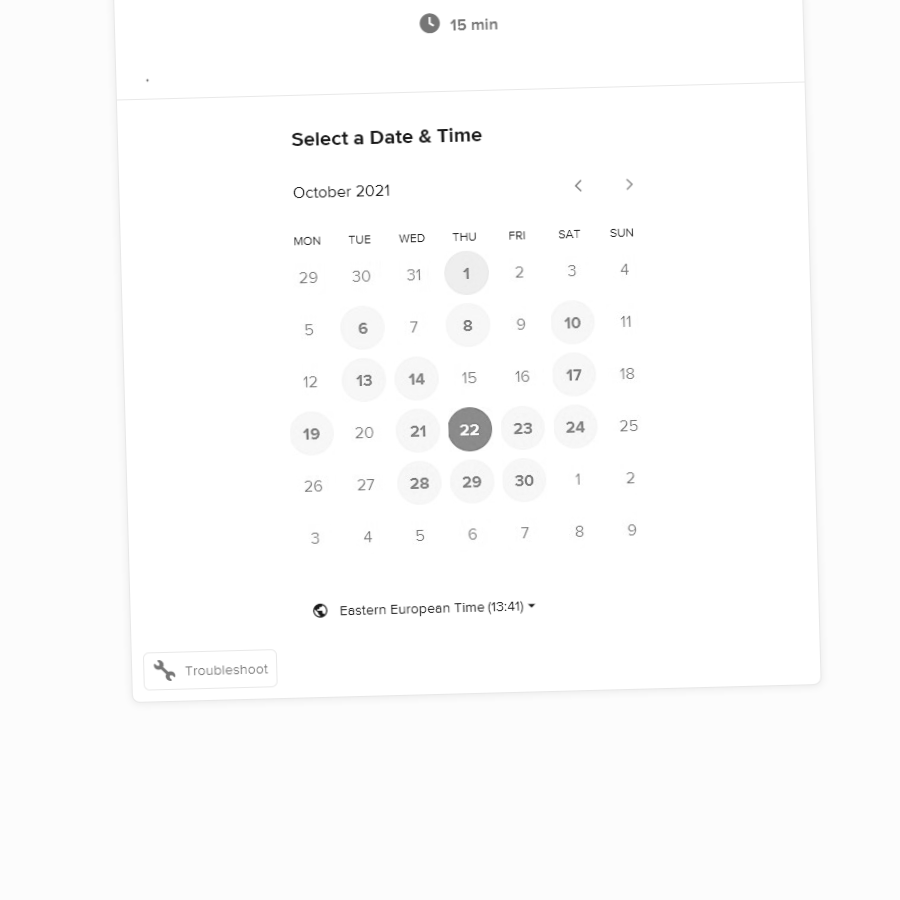 15 min
.
Select a Date & Time
October 2021
MON TUE WED THU FRI SAT SUN
29 30 31 1 2 3 4
5 6 7 8 9 10 11
12 13 14 15 16 17 18
19 20 21 22 23 24 25
26 27 28 29 30 1 2
3 4 5 6 7 8 9
Eastern European Time (13:41)
Troubleshoot